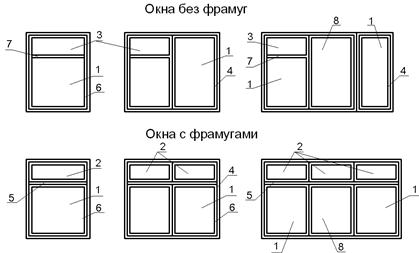 Окна без фрамуг
3 8 1
7 3
1 1 7
6 4 1 4
Окна с фрамугами
2 2 2
5 4 5
1 1 1
6 6
1 8